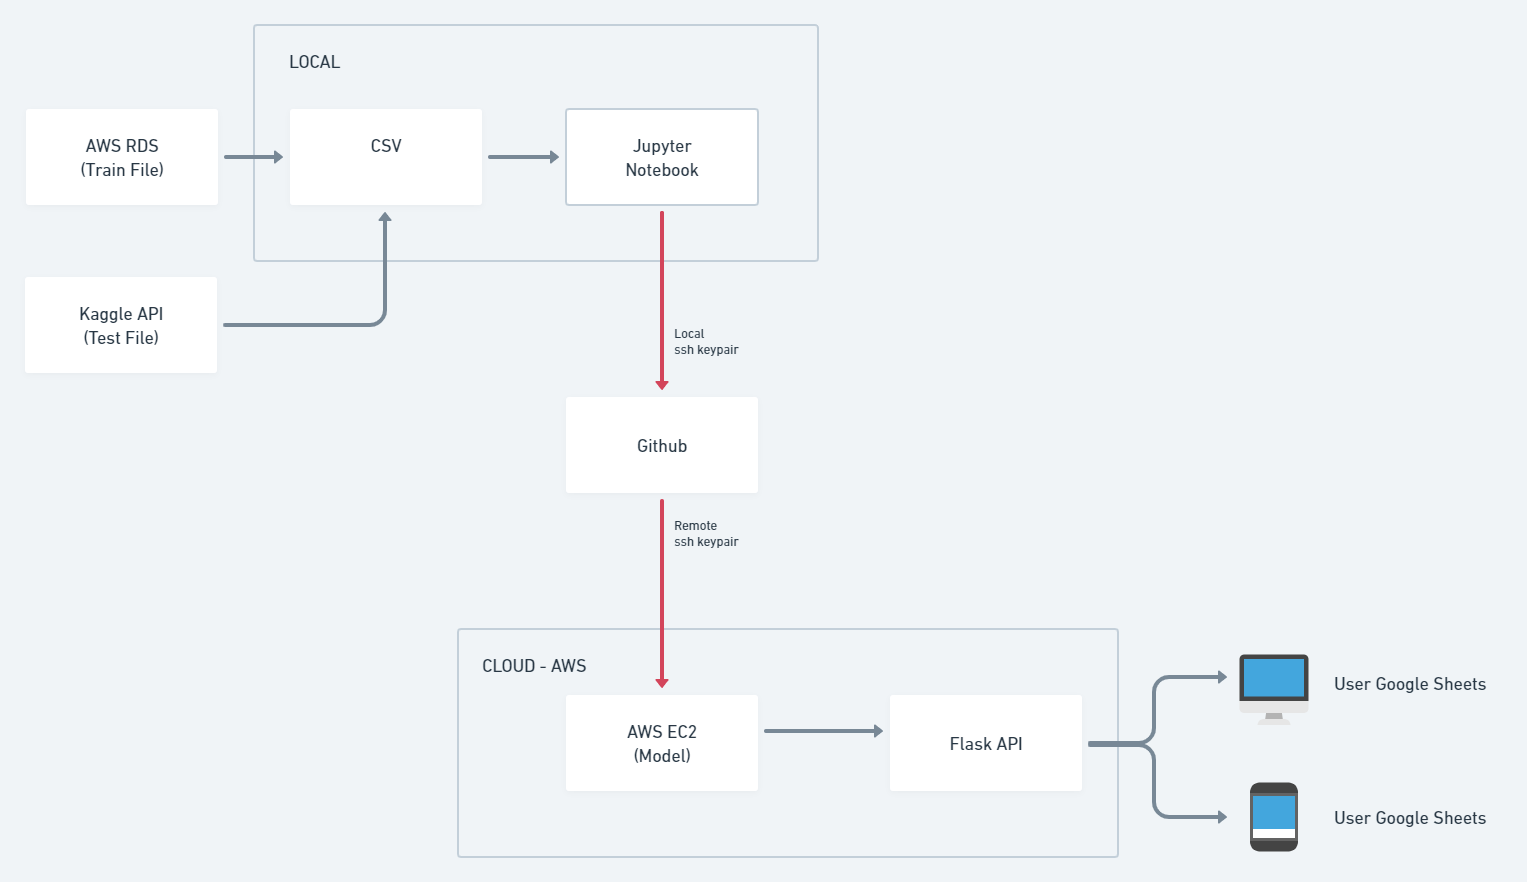 LOCAL
AWS RDS
(Train File)
CSV
Jupyter
Notebook
Kaggle API
(Test File)
Local
ssh keypair
Github
Remote
ssh keypair
CLOUD - AWS
AWS EC2
(Model)
Flask API
User Google Sheets
User Google Sheets